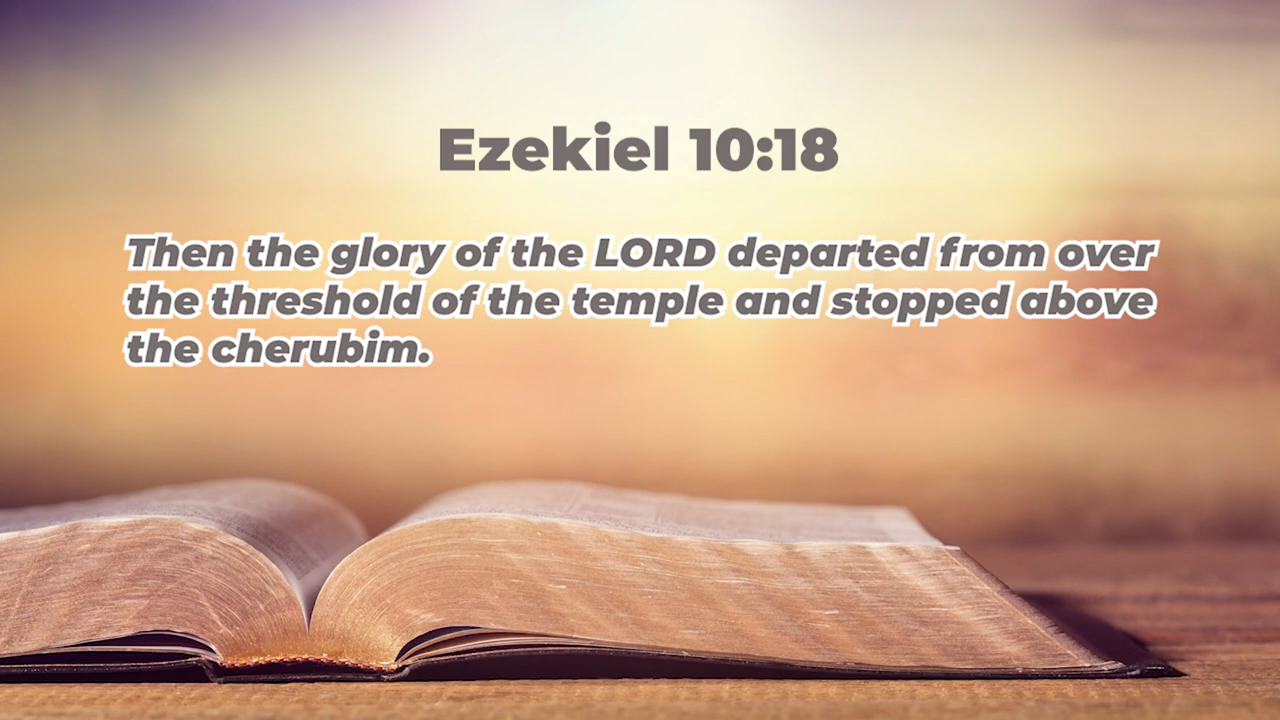 Ezekiel 10:18
Then the glory of the LORD departed from over
the threshold of the temple and stopped above
the cherubim.